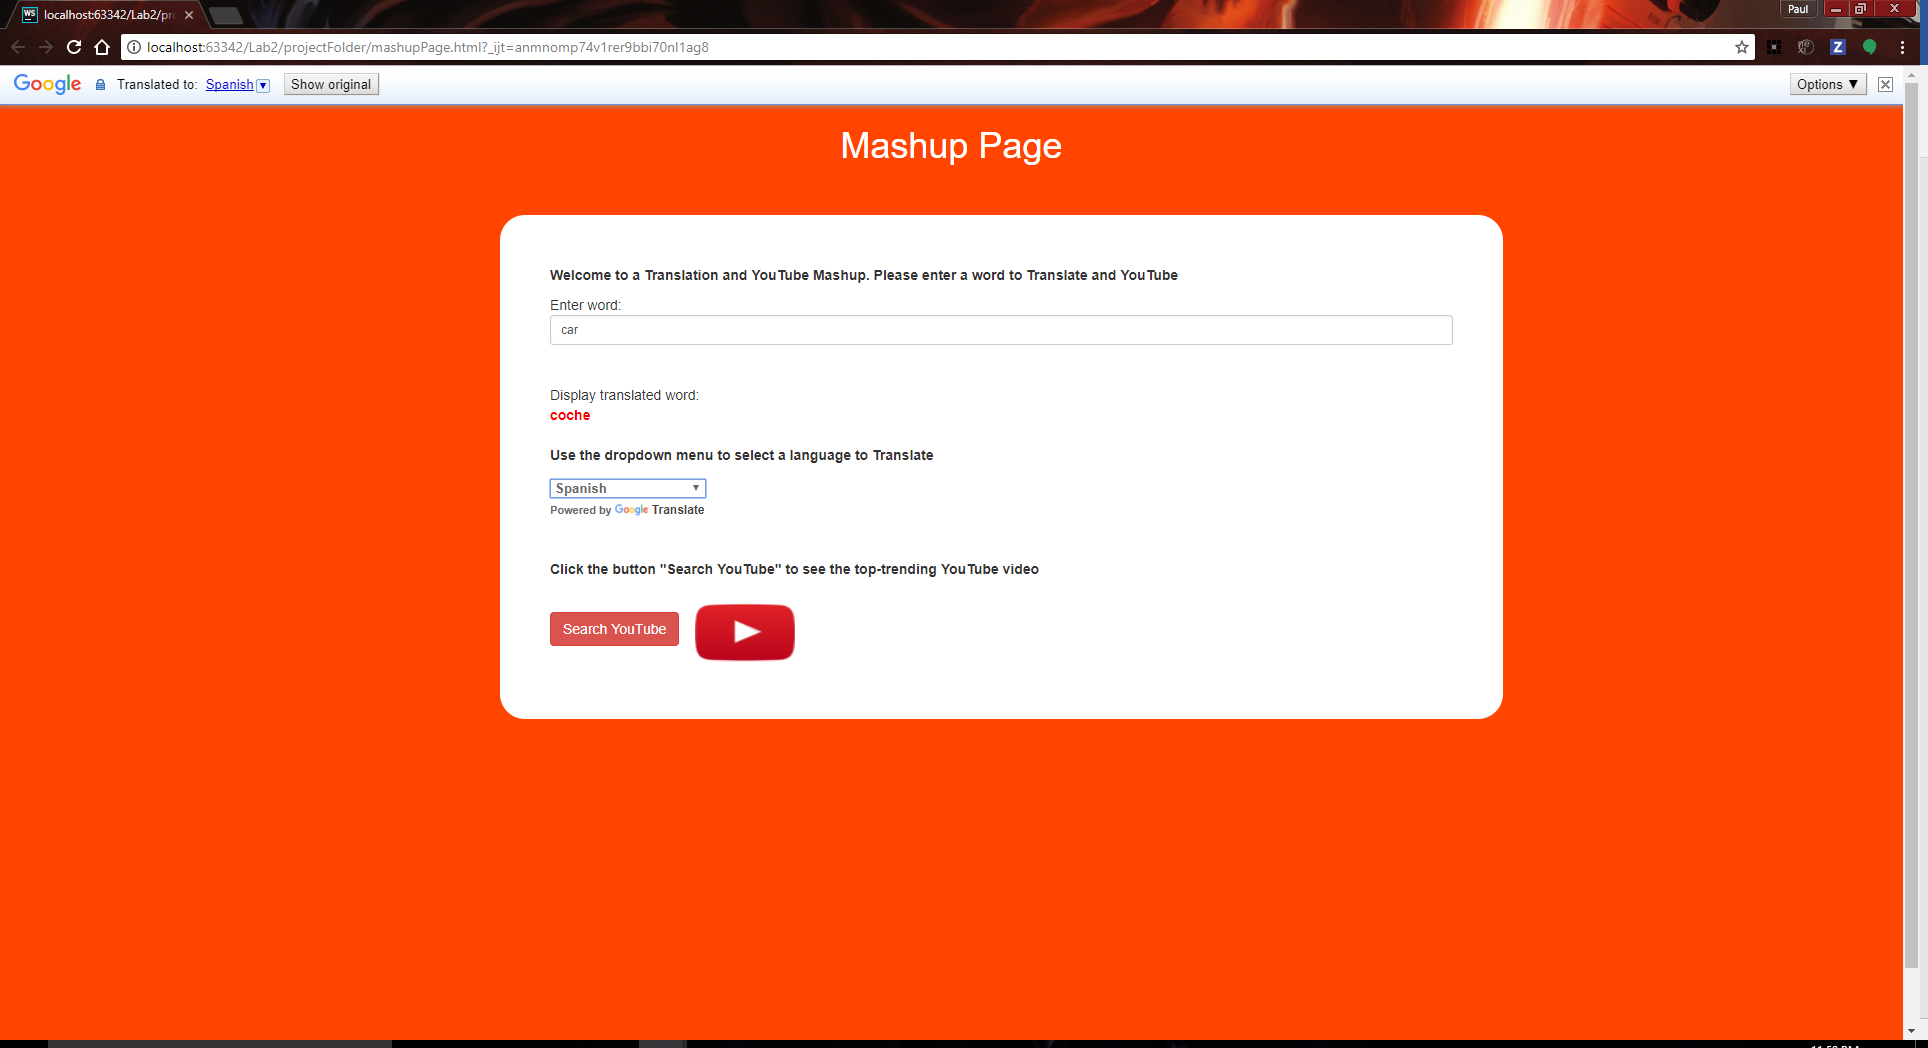 WS localhost:63342/Lab2/pr
Paul
localhost:63342/Lab2/projectFolder/mashupPage.html?_ijt=anmnomp74v1rer9bbi70nl1ag8
Z
Google Translated to: Spanish ▼ Show original Options ▼
Mashup Page
Welcome to a Translation and YouTube Mashup. Please enter a word to Translate and YouTube
Enter word:
car
Display translated word:
coche
Use the dropdown menu to select a language to Translate
Spanish
Powered by Google Translate
Click the button "Search YouTube" to see the top-trending YouTube video
Search YouTube